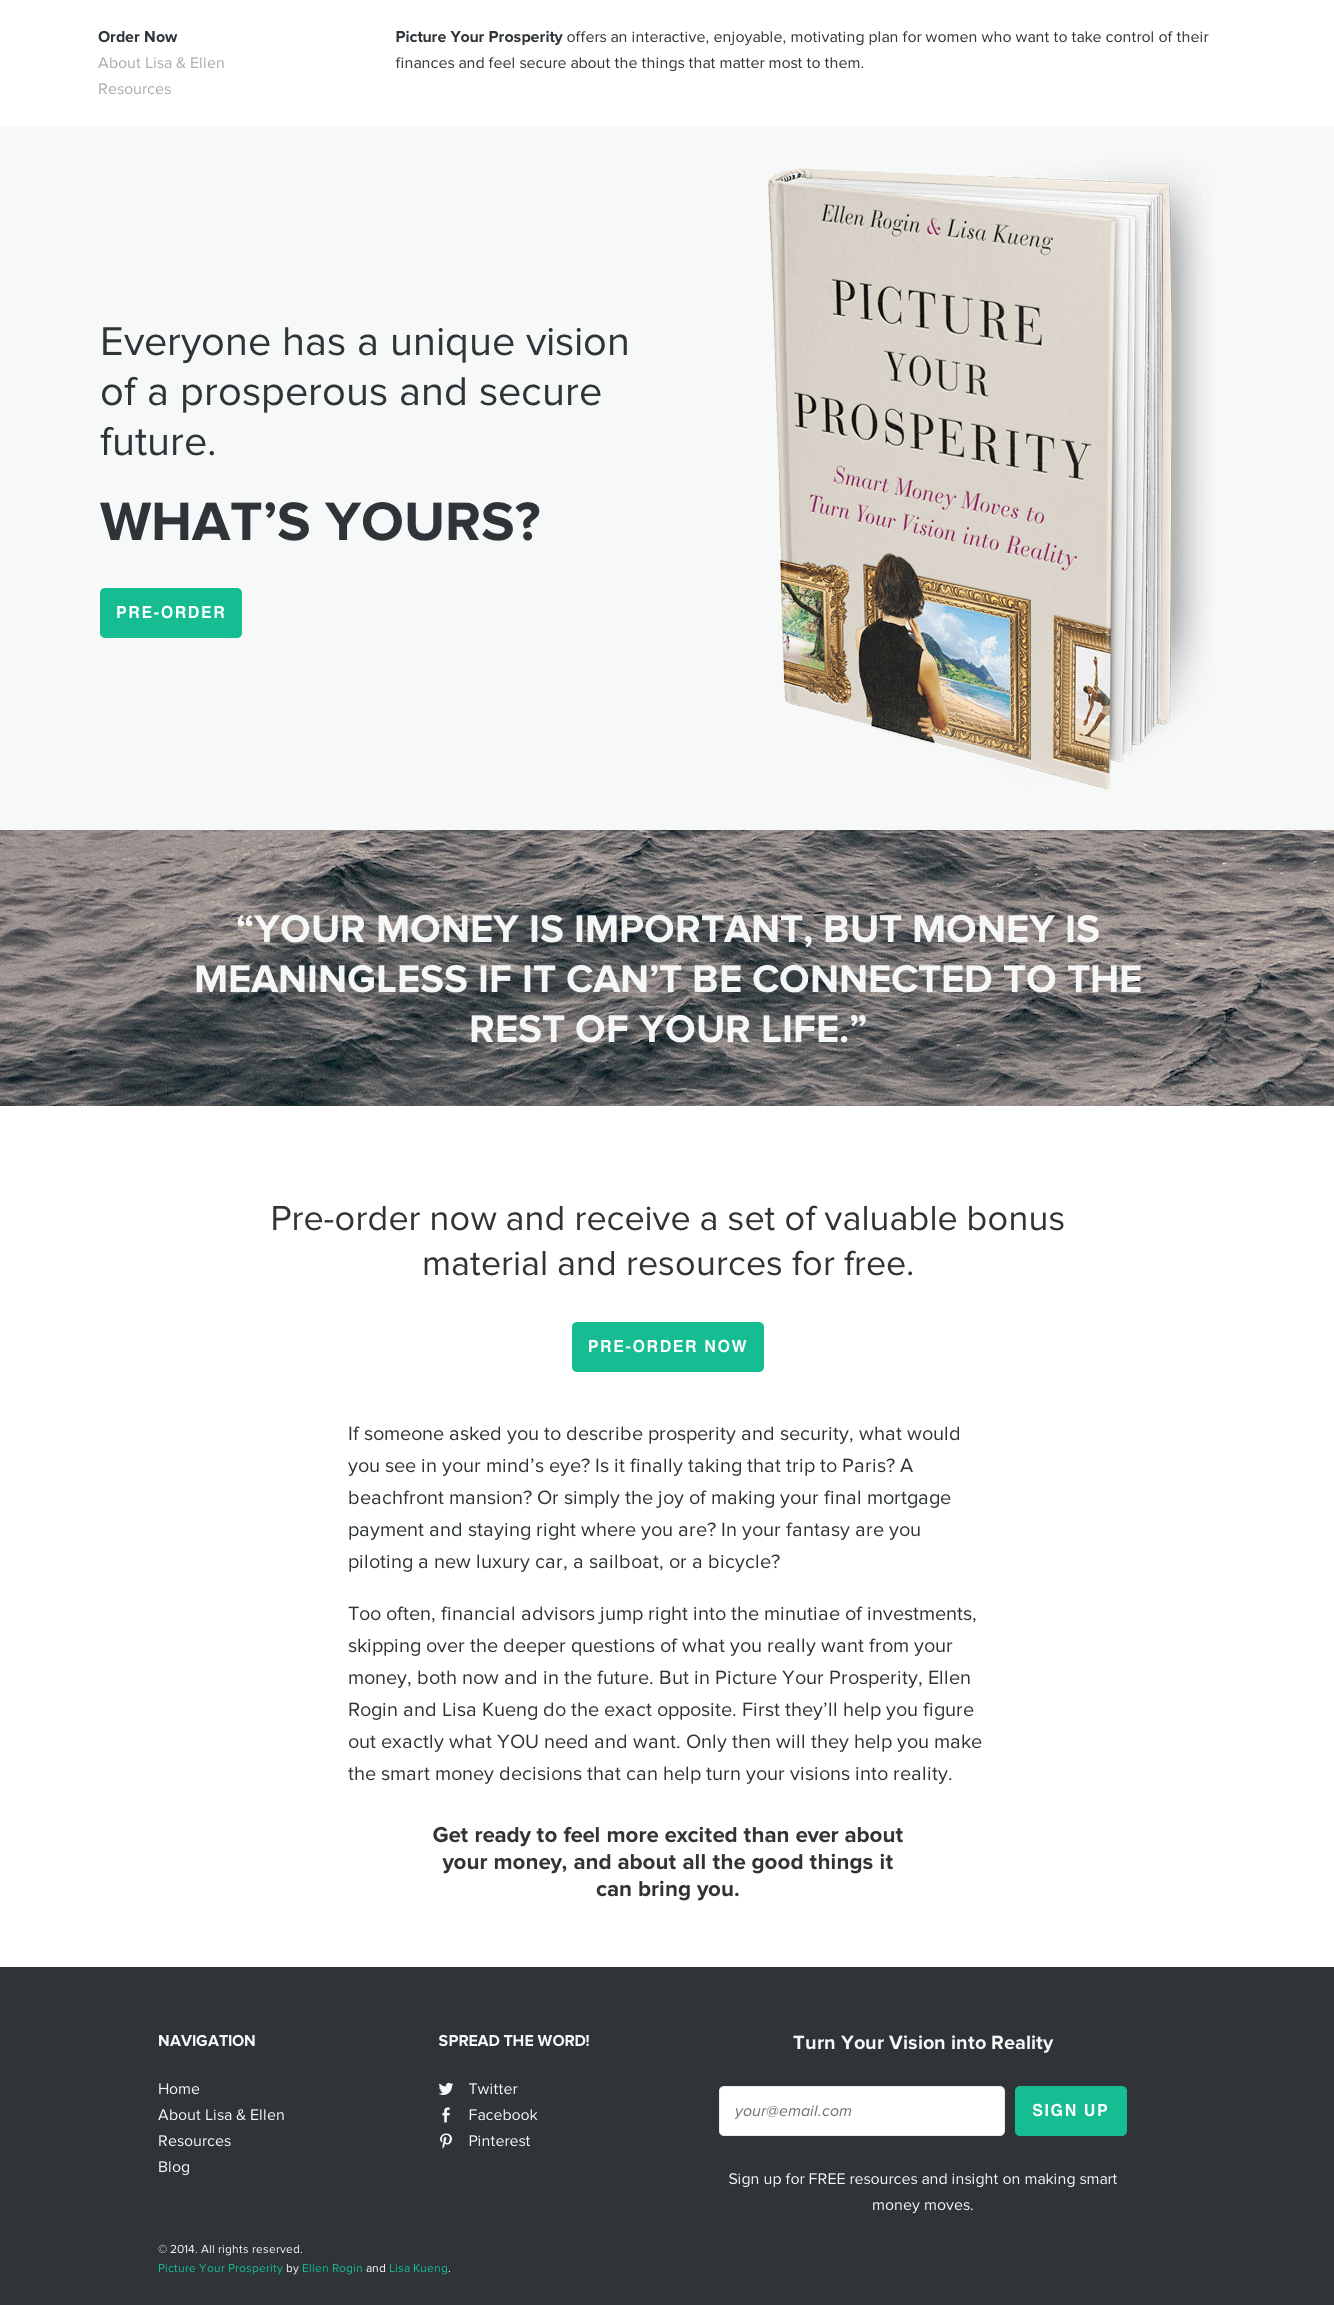 Order Now
About Lisa & Ellen
Resources
Picture Your Prosperity offers an interactive, enjoyable, motivating plan for women who want to take control of their
finances and feel secure about the things that matter most to them.
Everyone has a unique vision
of a prosperous and secure
future.
WHAT’S YOURS?
PRE-ORDER
Ellen Rogin & Lisa Kueng
PICTURE
YOUR
PROSPERITY
Smart Money Moves to
Turn Your Vision into Reality
“YOUR MONEY IS IMPORTANT, BUT MONEY IS
MEANINGLESS IF IT CAN’T BE CONNECTED TO THE
REST OF YOUR LIFE.”
Pre-order now and receive a set of valuable bonus
material and resources for free.
PRE-ORDER NOW
If someone asked you to describe prosperity and security, what would
you see in your mind’s eye? Is it finally taking that trip to Paris? A
beachfront mansion? Or simply the joy of making your final mortgage
payment and staying right where you are? In your fantasy are you
piloting a new luxury car, a sailboat, or a bicycle?
Too often, financial advisors jump right into the minutiae of investments,
skipping over the deeper questions of what you really want from your
money, both now and in the future. But in Picture Your Prosperity, Ellen
Rogin and Lisa Kueng do the exact opposite. First they’ll help you figure
out exactly what YOU need and want. Only then will they help you make
the smart money decisions that can help turn your visions into reality.
Get ready to feel more excited than ever about
your money, and about all the good things it
can bring you.
NAVIGATION
Home
About Lisa & Ellen
Resources
Blog
SPREAD THE WORD!
Twitter
Facebook
Pinterest
Turn Your Vision into Reality
your@email.com
SIGN UP
Sign up for FREE resources and insight on making smart
money moves.
© 2014. All rights reserved.
Picture Your Prosperity by Ellen Rogin and Lisa Kueng.